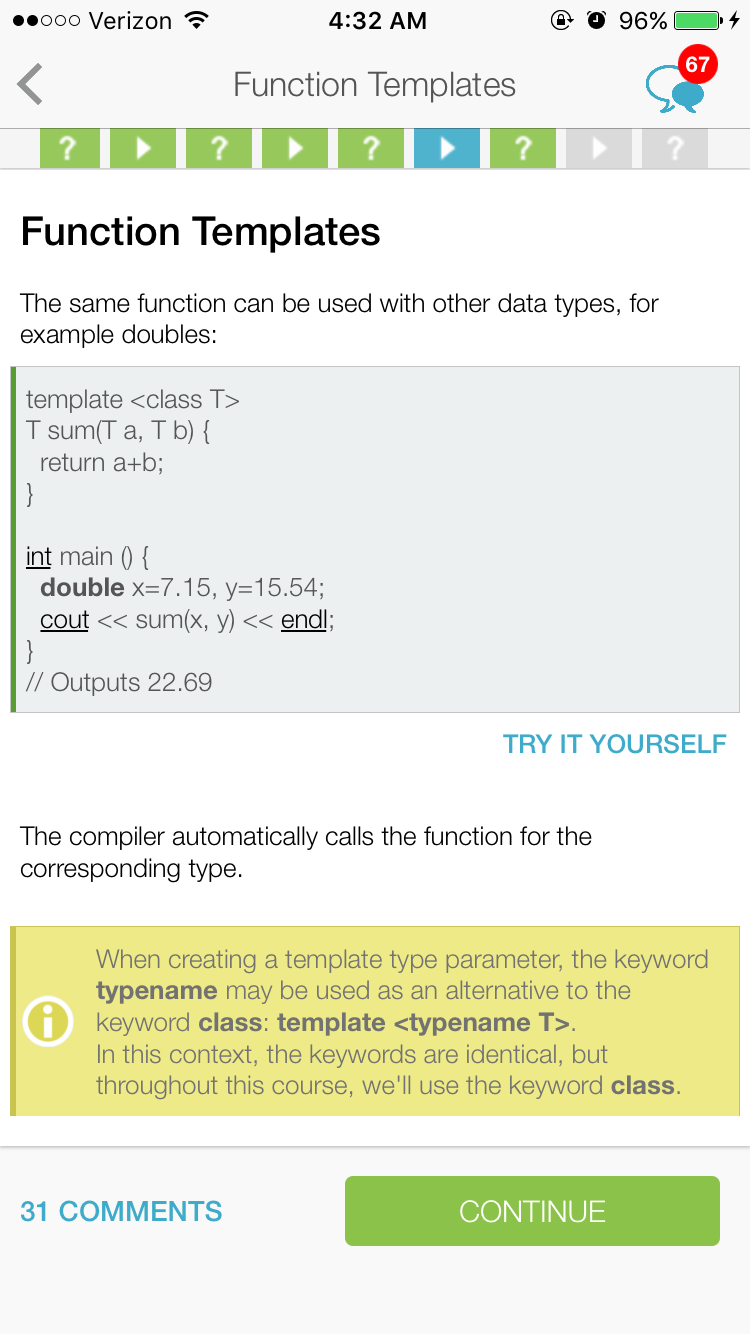 Verizon 4:32 AM 96%
Function Templates 67
? ? ? ? ?
Function Templates
The same function can be used with other data types, for
example doubles:
template <class T>
T sum(T a, T b) {
return a+b;
}
int main () {
double x=7.15, y=15.54;
cout << sum(x, y) << endl;
}
// Outputs 22.69
TRY IT YOURSELF
The compiler automatically calls the function for the
corresponding type.
When creating a template type parameter, the keyword
typename may be used as an alternative to the
keyword class: template <typename T>.
In this context, the keywords are identical, but
throughout this course, we'll use the keyword class.
31 COMMENTS CONTINUE